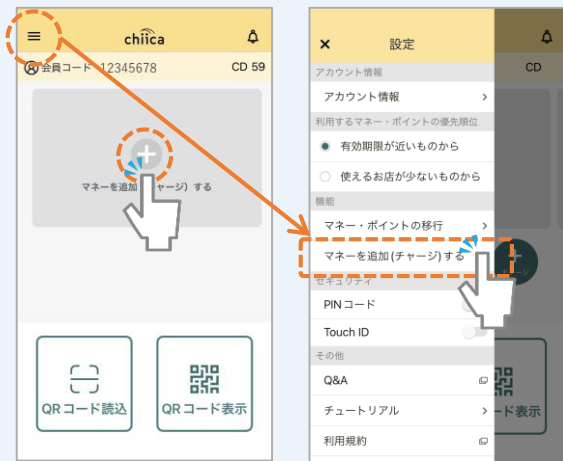 chiica
会員コード 12345678
CD 59
マネーを追加(チャージ)する
QRコード読込
QRコード表示
× 設定
CD
アカウント情報
アカウント情報
利用するマネー・ポイントの優先順位
有効期限が近いものから
使えるお店が少ないものから
機能
マネー・ポイントの移行
マネーを追加(チャージ)する
セキュリティ
PINコード
Touch ID
その他
Q&A
ード表示
チュートリアル
利用規約